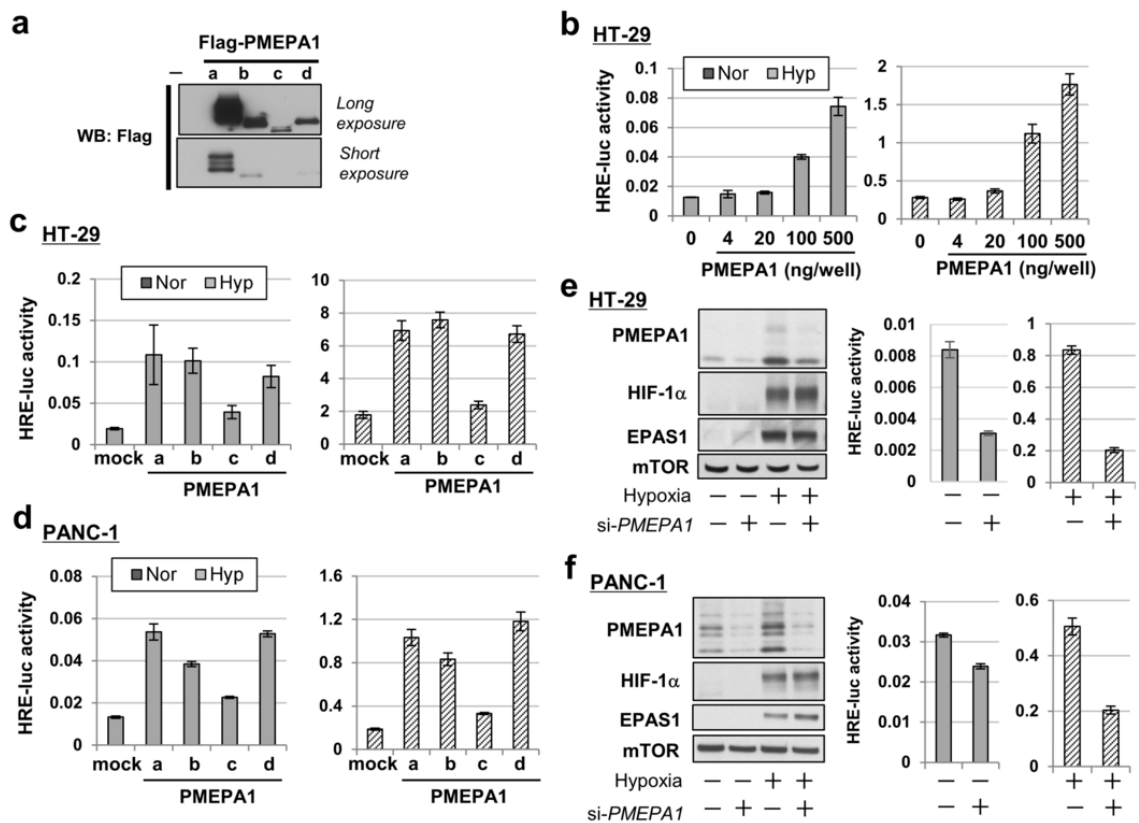 a
Flag-PMEPA1
– a b c d
WB: Flag
Long exposure
Short exposure
b HT-29
Nor Hyp
HRE-luc activity
0.1
0.08
0.06
0.04
0.02
0
0 4 20 100 500
PMEPA1 (ng/well)
2
1.5
1
0.5
0
0 4 20 100 500
PMEPA1 (ng/well)
c
HT-29
Nor Hyp
HRE-luc activity
0.2
0.15
0.1
0.05
0
mock a b c d
PMEPA1
10
8
6
4
2
0
mock a b c d
PMEPA1
d
PANC-1
Nor Hyp
HRE-luc activity
0.08
0.06
0.04
0.02
0
mock a b c d
PMEPA1
1.6
1.2
0.8
0.4
0
mock a b c d
PMEPA1
e
HT-29
PMEPA1
HIF-1α
EPAS1
mTOR
Hypoxia – – + +
si-PMEPA1 – + – +
HRE-luc activity
0.01
0.008
0.006
0.004
0.002
0
– +
1
0.8
0.6
0.4
0.2
0
+ +
– +
f
PANC-1
PMEPA1
HIF-1α
EPAS1
mTOR
Hypoxia – – + +
si-PMEPA1 – + – +
HRE-luc activity
0.04
0.03
0.02
0.01
0.00
– –
– +
0.6
0.4
0.2
0
+ +
– +